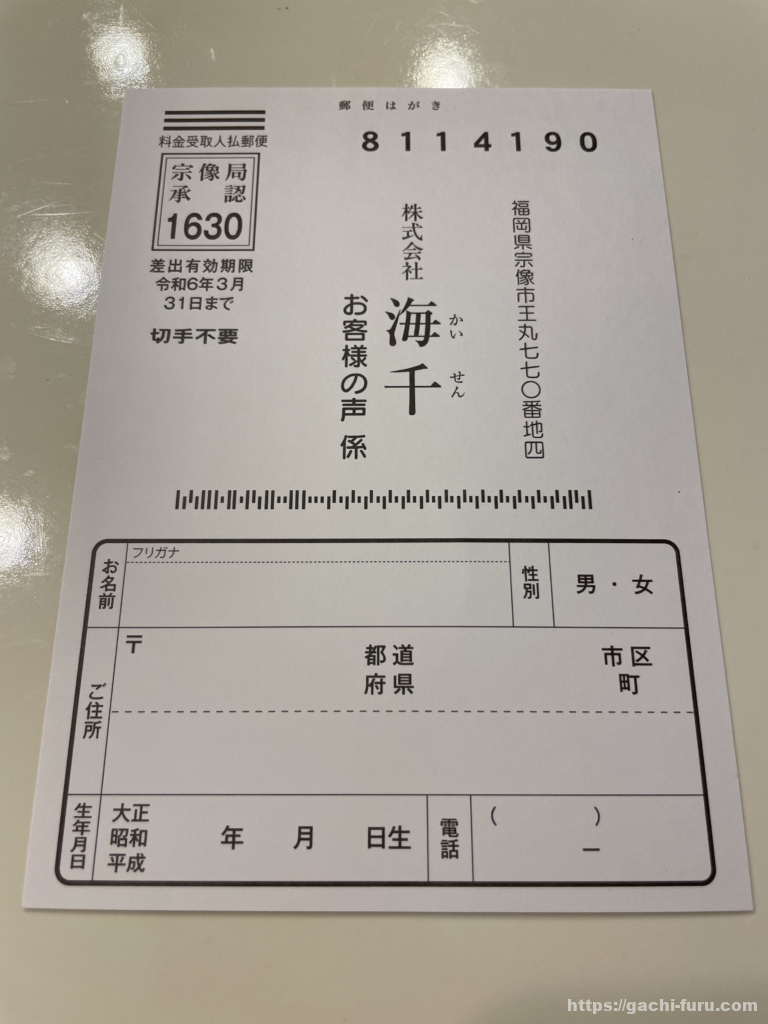 郵便はがき
8114190
料金受取人払郵便
宗像局
承認
1630
差出有効期限
令和6年3月
31日まで
切手不要
福岡県宗像市王丸七七〇番地四
株式会社 海千
かい せん
お客様の声 係
フリガナ
お名前
性別
男・女
ご住所
〒
都道
府県
市区
町
生年月日
大正
昭和
平成
年 月 日生
電話
( )
ー
https://gachi-furu.com